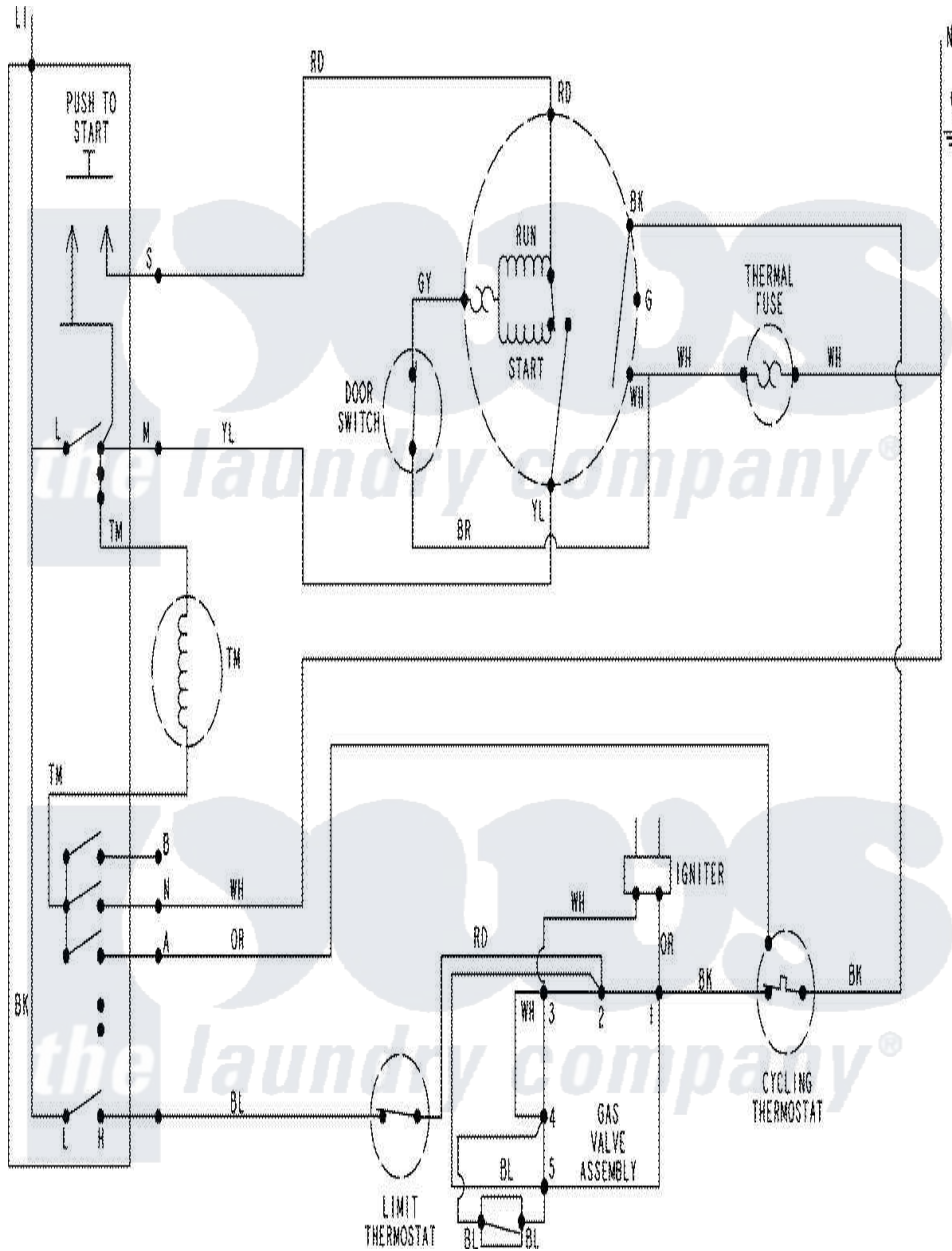 L1
N
RD
PUSH TO
START
RD
BK
RUN
S
GY
G
THERMAL
FUSE
START
WH
WH
WH
DOOR
SWITCH
L
M
YL
the laundry company®
YL
TM
BR
TM
TM
B
IGNITER
N
WH
WH
A
OR
RD
OR
BK
BK
BK
WH
3
2
1
the laundry company®
CYCLING
THERMOSTAT
BL
4
GAS
VALVE
ASSEMBLY
L
H
BL
5
LIMIT
THERMOSTAT
BL
BL